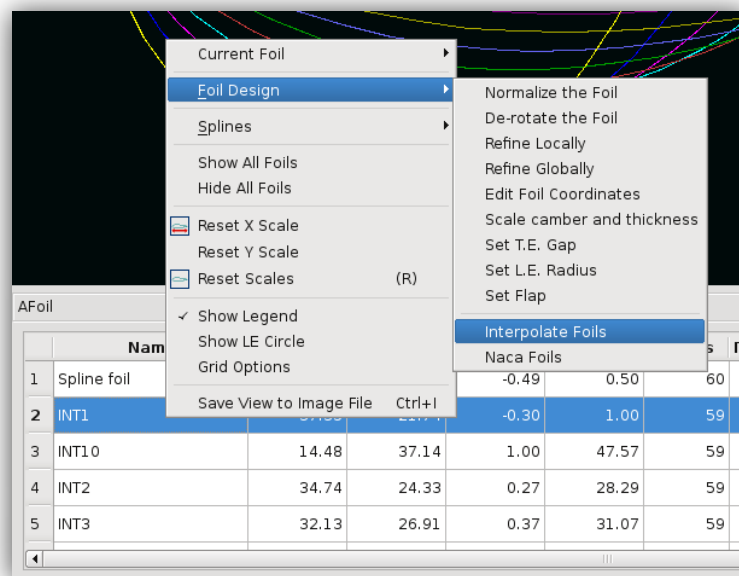 Current Foil
Foil Design
Splines
Show All Foils
Hide All Foils
Reset X Scale
Reset Y Scale
Reset Scales (R)
Show Legend
Show LE Circle
Grid Options
Save View to Image File Ctrl+I
Normalize the Foil
De-rotate the Foil
Refine Locally
Refine Globally
Edit Foil Coordinates
Scale camber and thickness
Set T.E. Gap
Set L.E. Radius
Set Flap
Interpolate Foils
Naca Foils
AFoil
Nam
1 Spline foil -0.49 0.50 60
2 INT1 -0.30 1.00 59
3 INT10 14.48 37.14 1.00 47.57 59
4 INT2 34.74 24.33 0.27 28.29 59
5 INT3 32.13 26.91 0.37 31.07 59